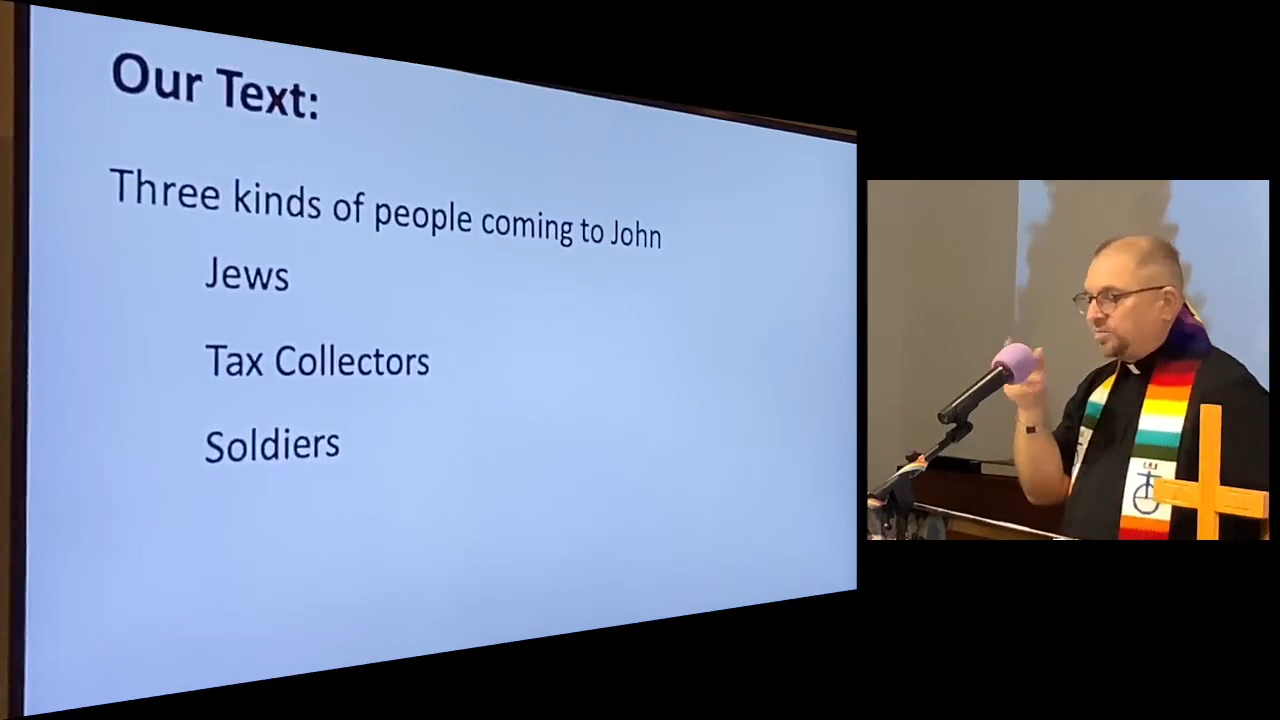 Our Text:
Three kinds of people coming to John
Jews
Tax Collectors
Soldiers